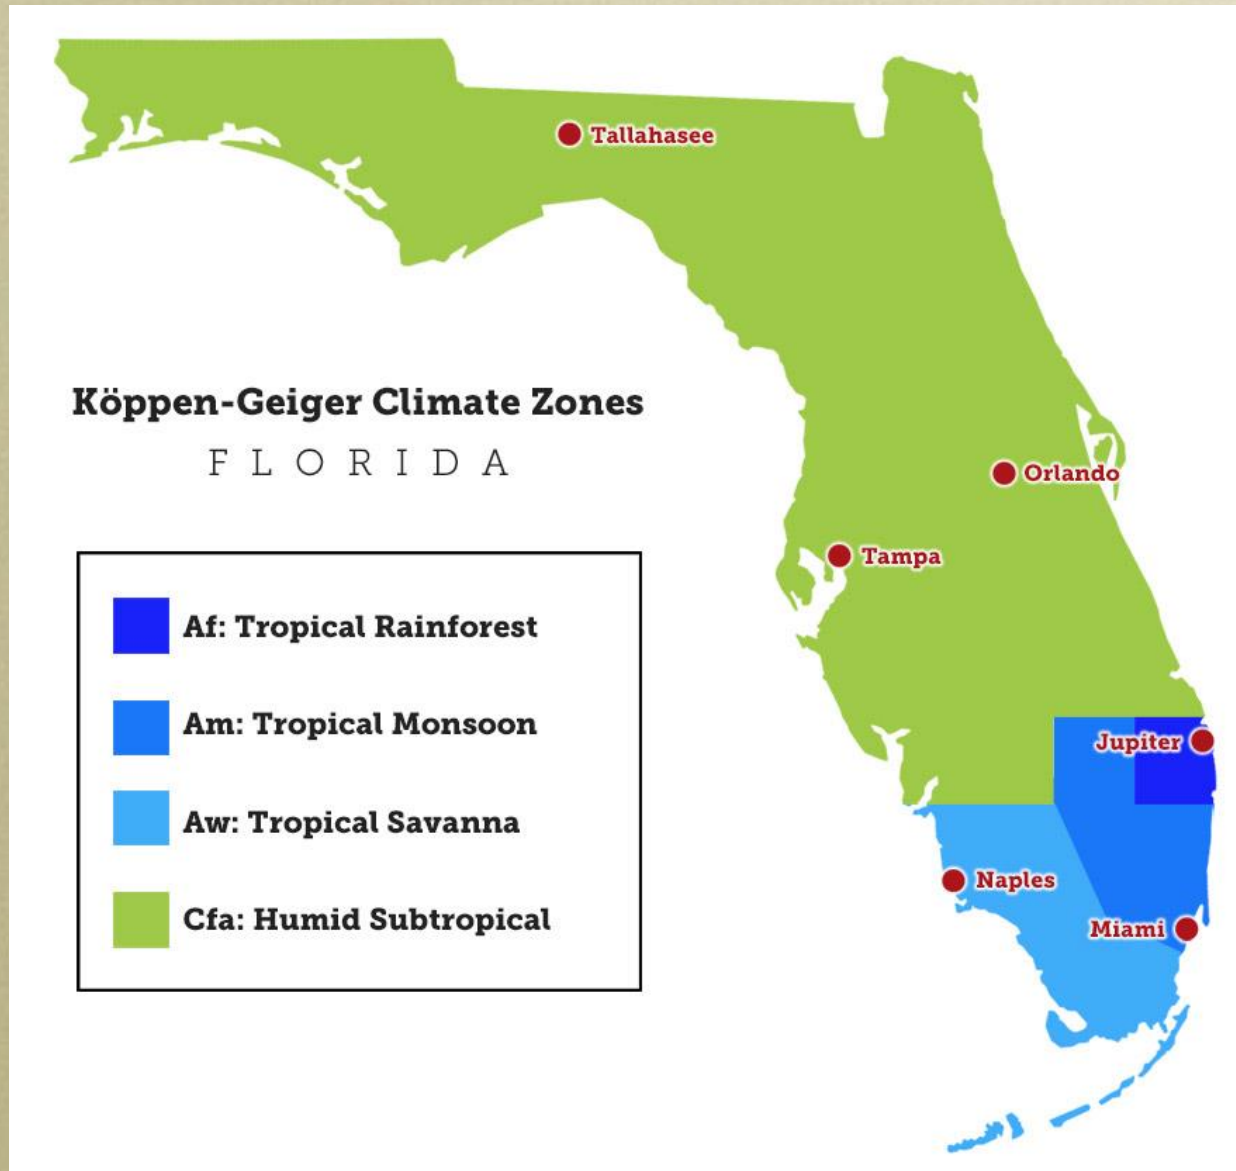 Tallahasee
Köppen-Geiger Climate Zones
FLORIDA
Orlando
Tampa
Af: Tropical Rainforest
Am: Tropical Monsoon
Jupiter
Aw: Tropical Savanna
Naples
Cfa: Humid Subtropical
Miami